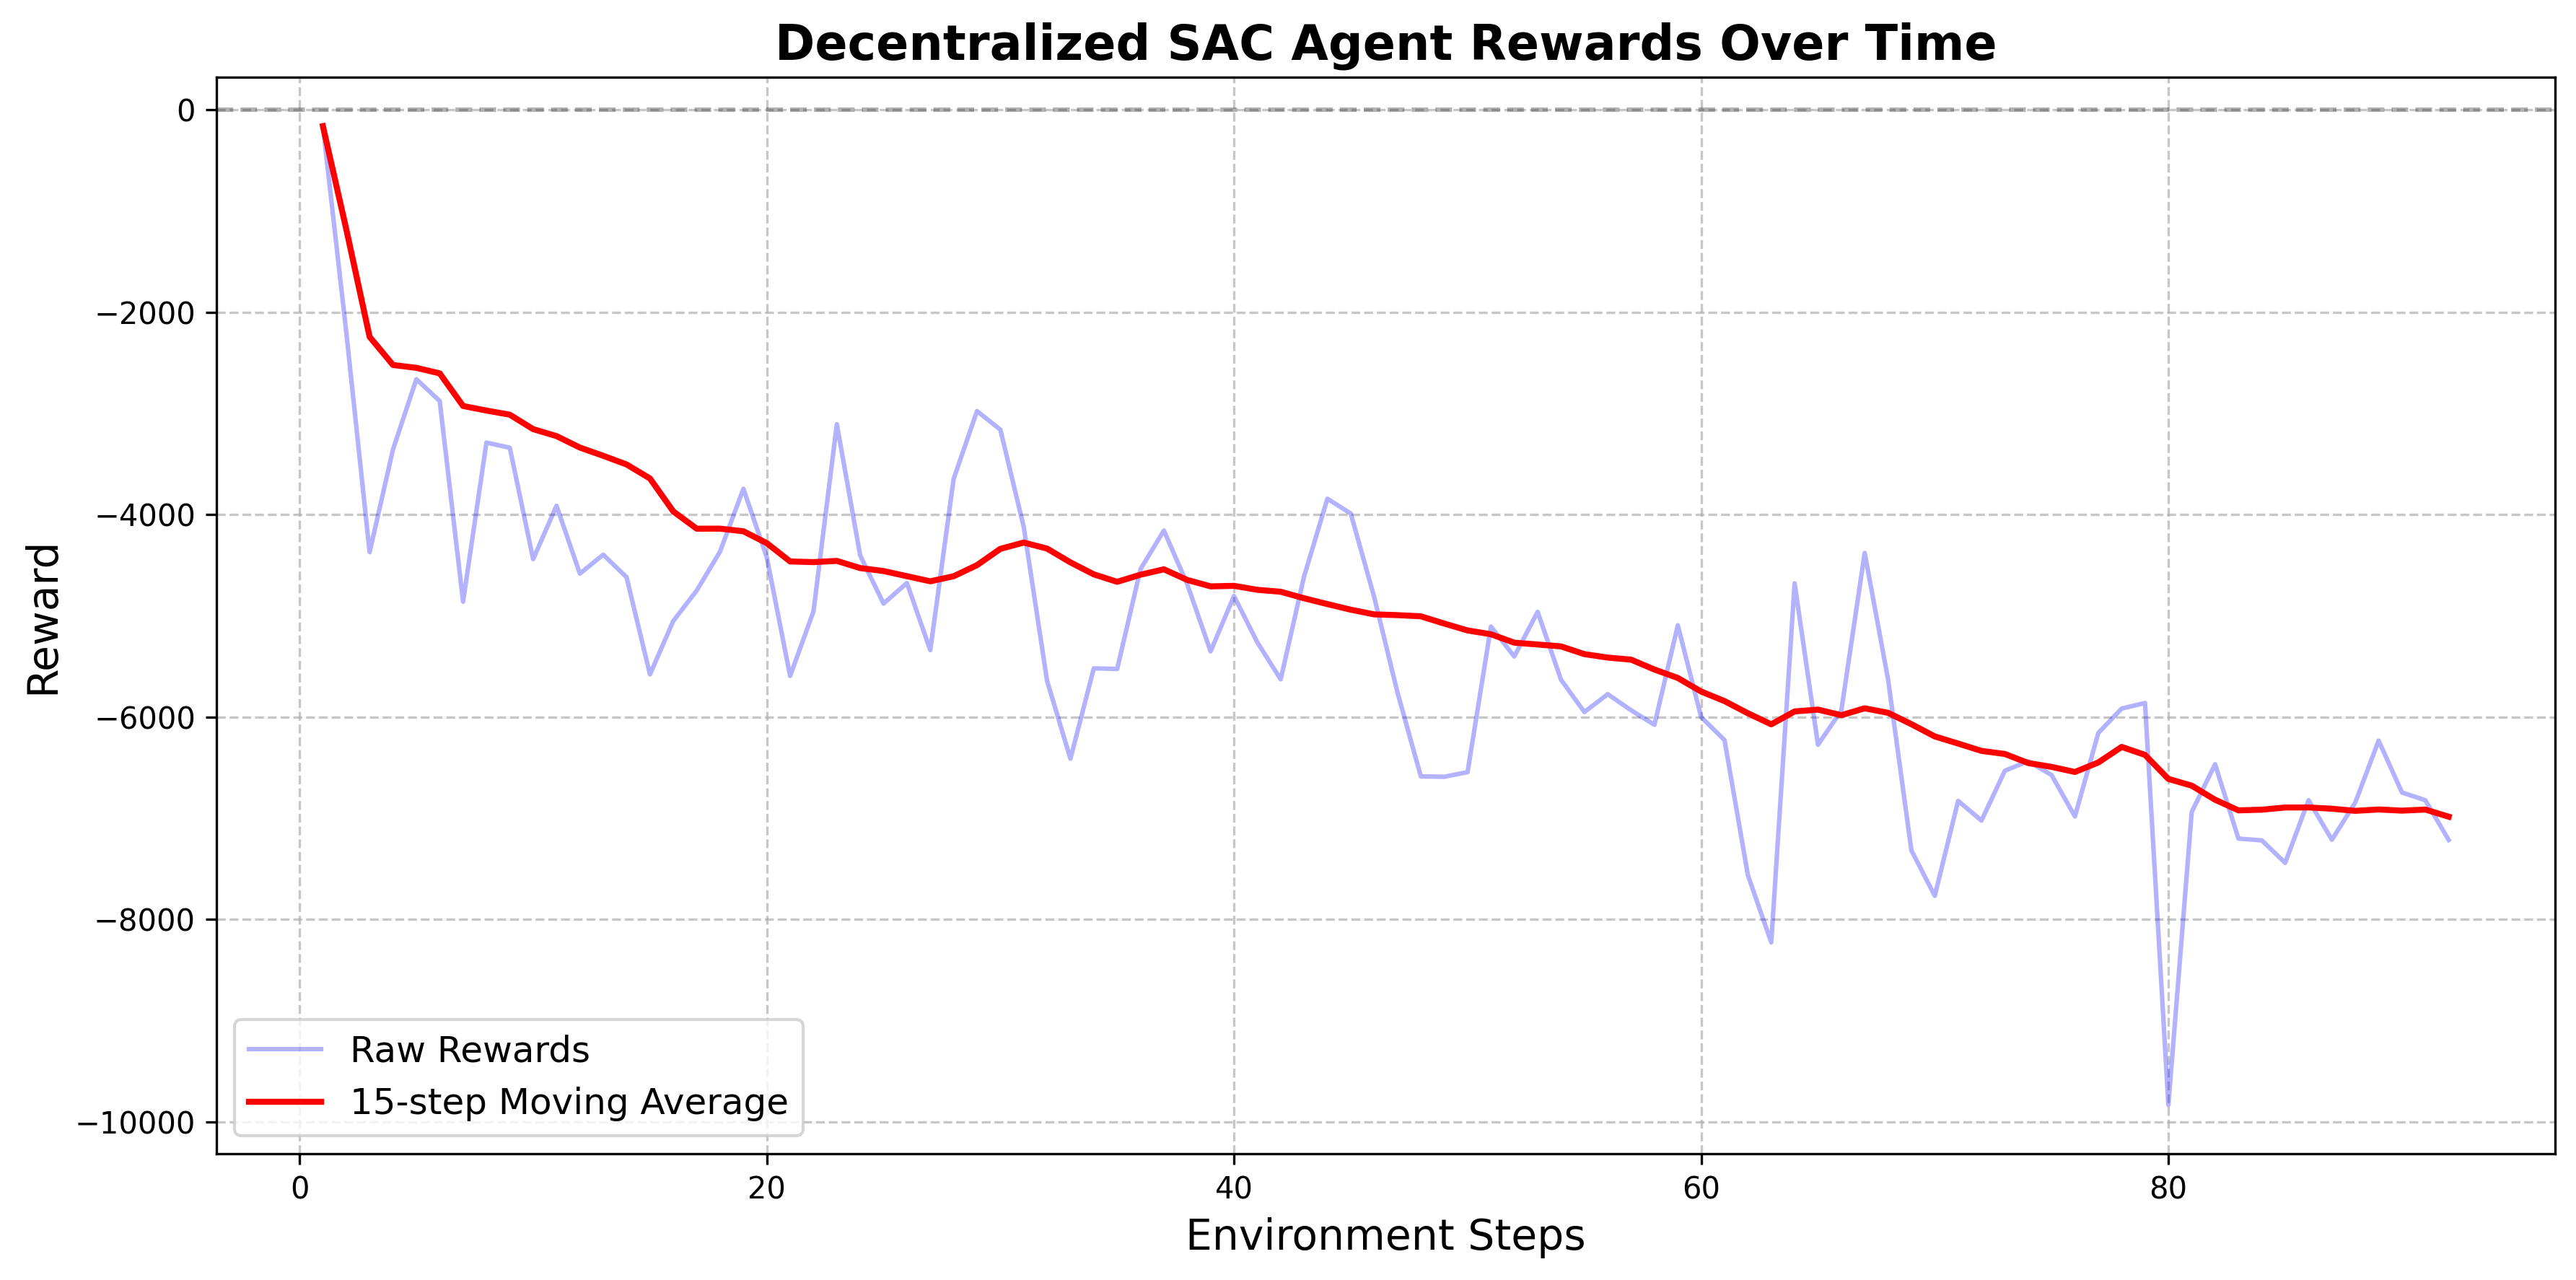 Decentralized SAC Agent Rewards Over Time
0
−2000
−4000
−6000
−8000
−10000
Reward
Raw Rewards
15-step Moving Average
0
20
40
60
80
Environment Steps